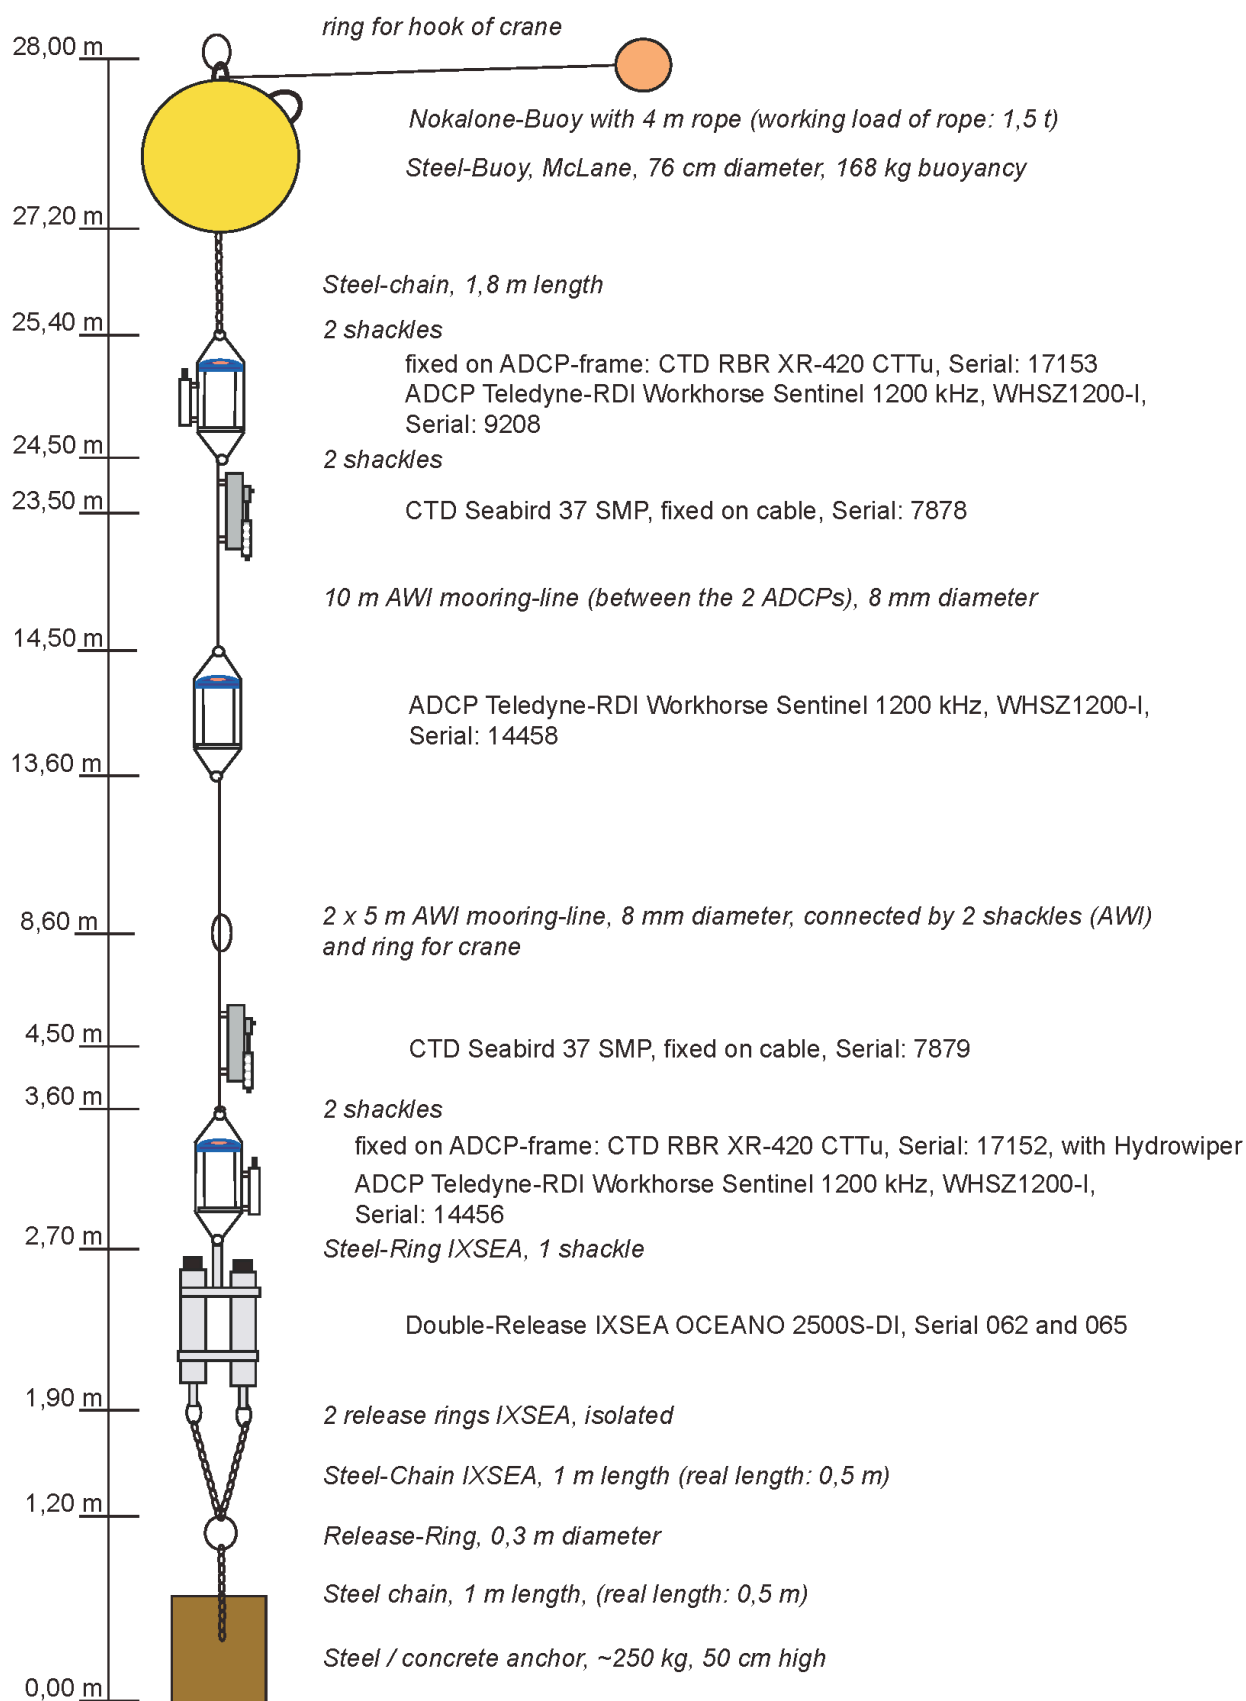 ring for hook of crane
28,00 m
Nokalone-Buoy with 4 m rope (working load of rope: 1,5 t)
Steel-Buoy, McLane, 76 cm diameter, 168 kg buoyancy
27,20 m
Steel-chain, 1,8 m length
25,40 m
2 shackles
fixed on ADCP-frame: CTD RBR XR-420 CTTu, Serial: 17153
ADCP Teledyne-RDI Workhorse Sentinel 1200 kHz, WHSZ1200-I,
Serial: 9208
24,50 m
2 shackles
23,50 m
CTD Seabird 37 SMP, fixed on cable, Serial: 7878
10 m AWI mooring-line (between the 2 ADCPs), 8 mm diameter
14,50 m
ADCP Teledyne-RDI Workhorse Sentinel 1200 kHz, WHSZ1200-I,
Serial: 14458
13,60 m
2 x 5 m AWI mooring-line, 8 mm diameter, connected by 2 shackles (AWI)
8,60 m
and ring for crane
4,50 m
CTD Seabird 37 SMP, fixed on cable, Serial: 7879
3,60 m
2 shackles
fixed on ADCP-frame: CTD RBR XR-420 CTTu, Serial: 17152, with Hydrowiper
ADCP Teledyne-RDI Workhorse Sentinel 1200 kHz, WHSZ1200-I,
Serial: 14456
2,70 m
Steel-Ring IXSEA, 1 shackle
Double-Release IXSEA OCEANO 2500S-DI, Serial 062 and 065
1,90 m
2 release rings IXSEA, isolated
Steel-Chain IXSEA, 1 m length (real length: 0,5 m)
1,20 m
Release-Ring, 0,3 m diameter
Steel chain, 1 m length, (real length: 0,5 m)
Steel / concrete anchor, ~250 kg, 50 cm high
0,00 m